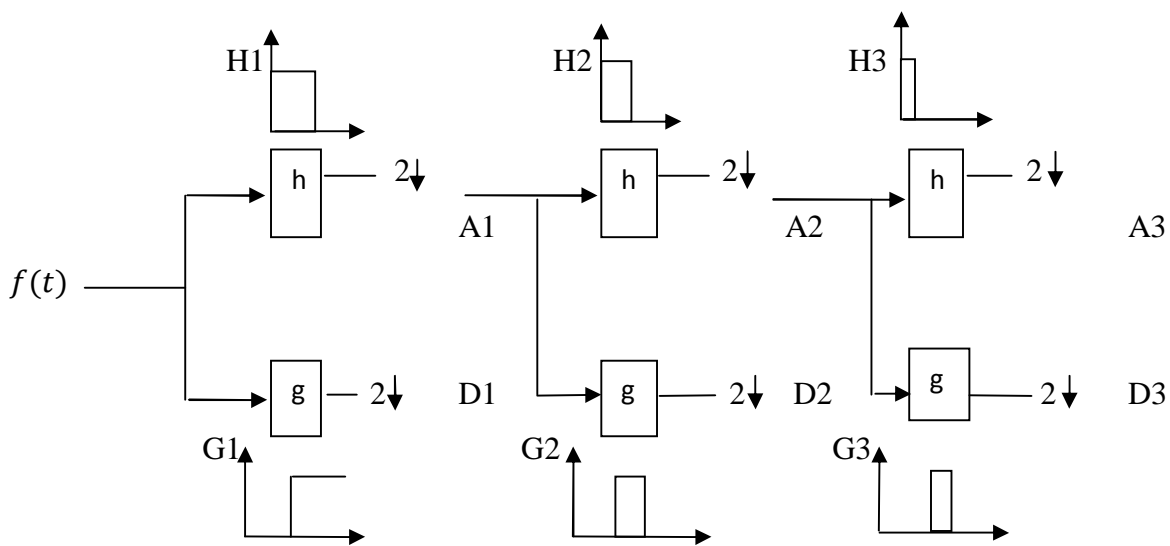 H1 H2 H3
h 2↓ h 2↓ h 2↓
A1 A2 A3
f(t)
g 2↓ D1 g 2↓ D2 g 2↓ D3
G1 G2 G3